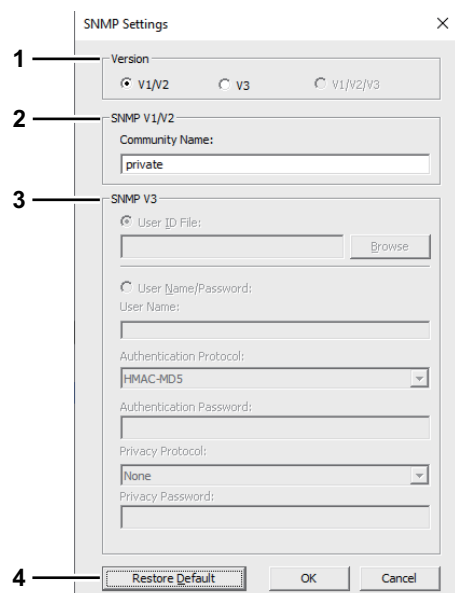 SNMP Settings
1
Version
V1/V2 V3 V1/V2/V3
2
SNMP V1/V2
Community Name:
private
3
SNMP V3
User ID File:
Browse
User Name/Password:
User Name:
Authentication Protocol:
HMAC-MD5
Authentication Password:
Privacy Protocol:
None
Privacy Password:
4
Restore Default OK Cancel